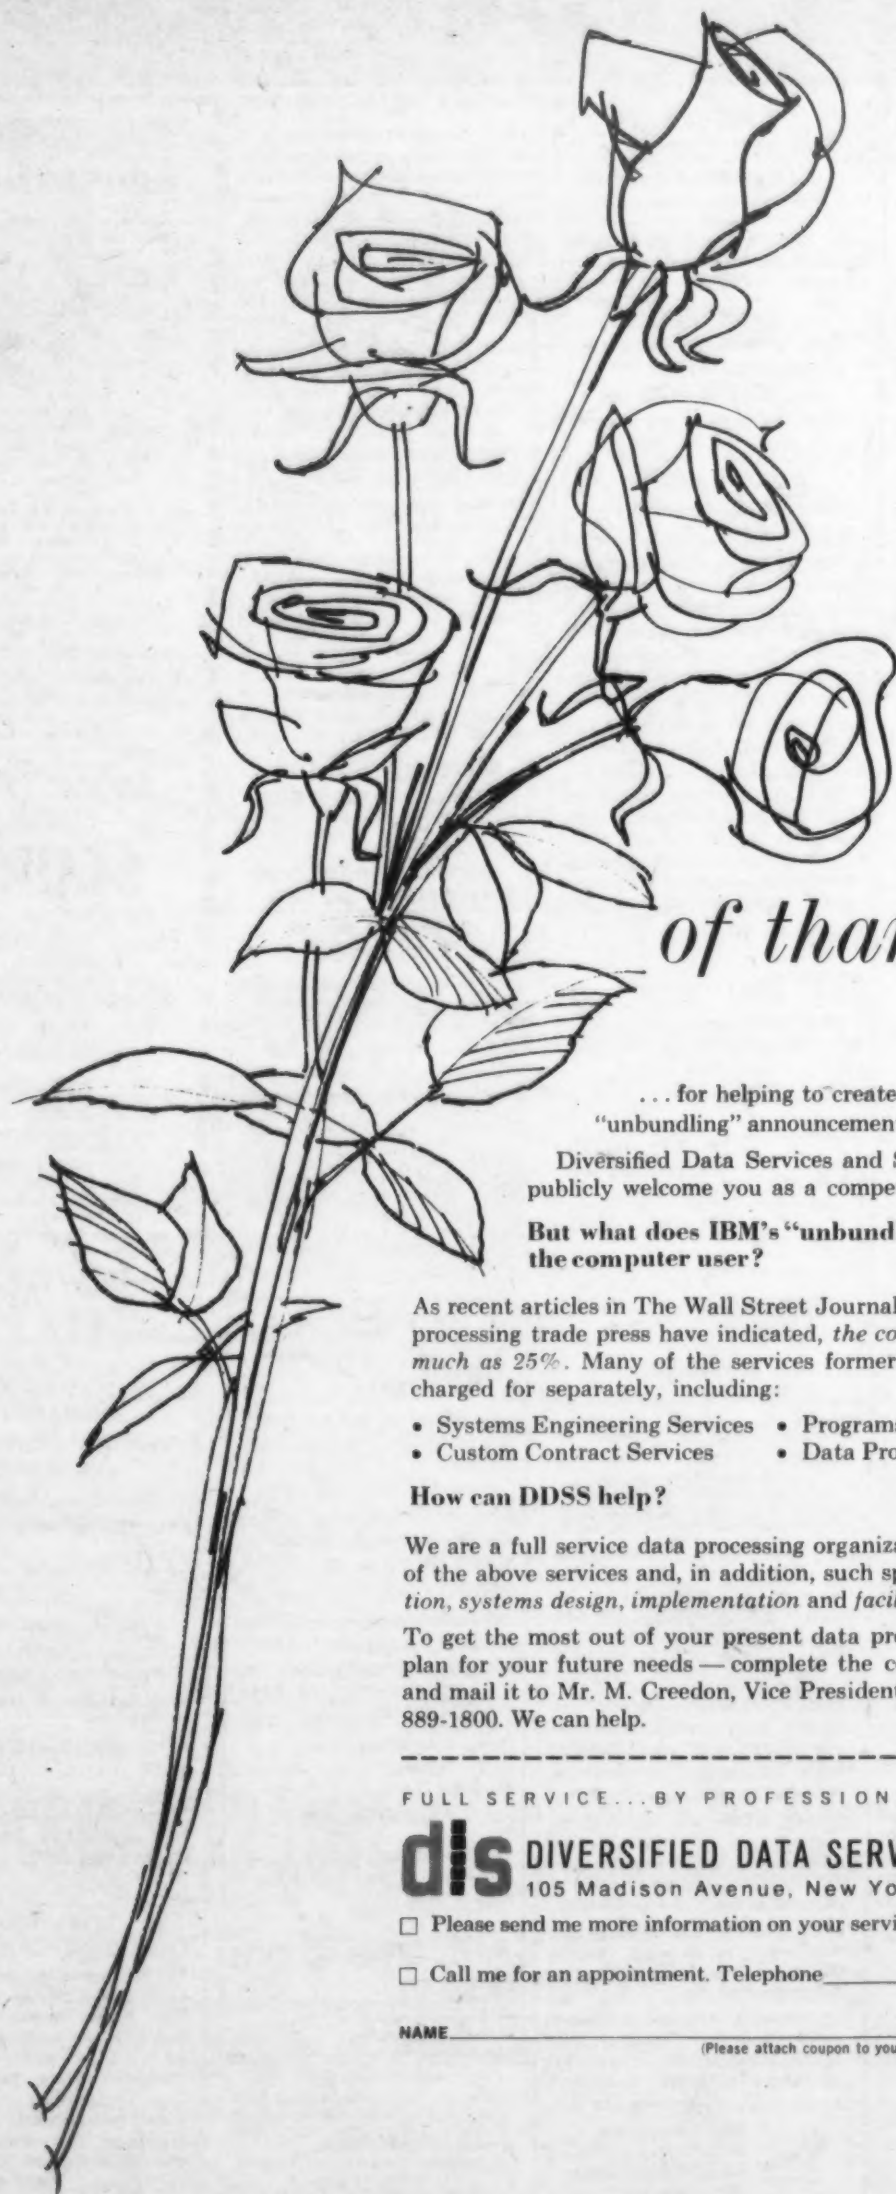 of than
... for helping to create
"unbundling" announcemen
Diversified Data Services and S
publicly welcome you as a compe
But what does IBM's "unbund
the computer user?
As recent articles in The Wall Street Journal
processing trade press have indicated, the co
much as 25%. Many of the services former
charged for separately, including:
• Systems Engineering Services • Programs
• Custom Contract Services • Data Pro
How can DDSS help?
We are a full service data processing organiza
of the above services and, in addition, such sp
tion, systems design, implementation and facil
To get the most out of your present data pro
plan for your future needs — complete the c
and mail it to Mr. M. Creedon, Vice President
889-1800. We can help.
FULL SERVICE...BY PROFESSION
dis DIVERSIFIED DATA SERV
105 Madison Avenue, New Yo
☐ Please send me more information on your servi
☐ Call me for an appointment. Telephone
NAME
(Please attach coupon to you